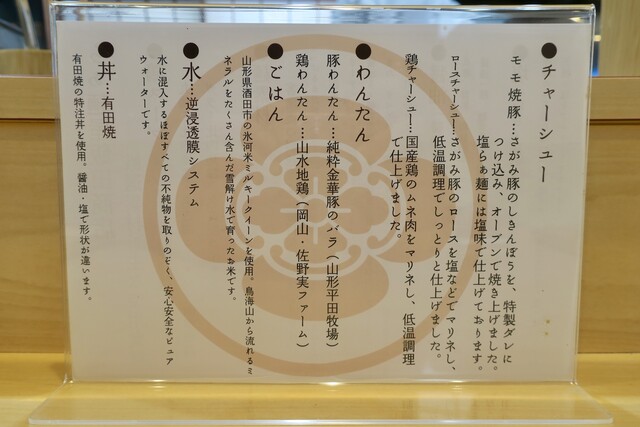 ●チャーシュー
モモ焼豚…さがみ豚のしきんぼうを、特製ダレに
つけ込み、オーブンで焼き上げました。
塩らぁ麺には塩味で仕上げております。
ロースチャーシュー…さがみ豚のロースを塩などでマリネし、
低温調理でしっとりと仕上げました。
鶏チャーシュー…国産鶏のムネ肉をマリネし、低温調理
で仕上げました。
●わんたん
豚わんたん…純粋金華豚のバラ(山形平田牧場)
鶏わんたん…山水地鶏(岡山・佐野実ファーム)
●ごはん
山形県酒田市の氷河米ミルキークイーンを使用。鳥海山から流れるミ
ネラルをたくさん含んだ雪解け水で育ったお米です。
●水…逆浸透膜システム
水に混入するほぼすべての不純物を取りのぞく、安心安全なピュア
ウォーターです。
●丼…有田焼
有田焼の特注丼を使用。醤油・塩で形状が違います。